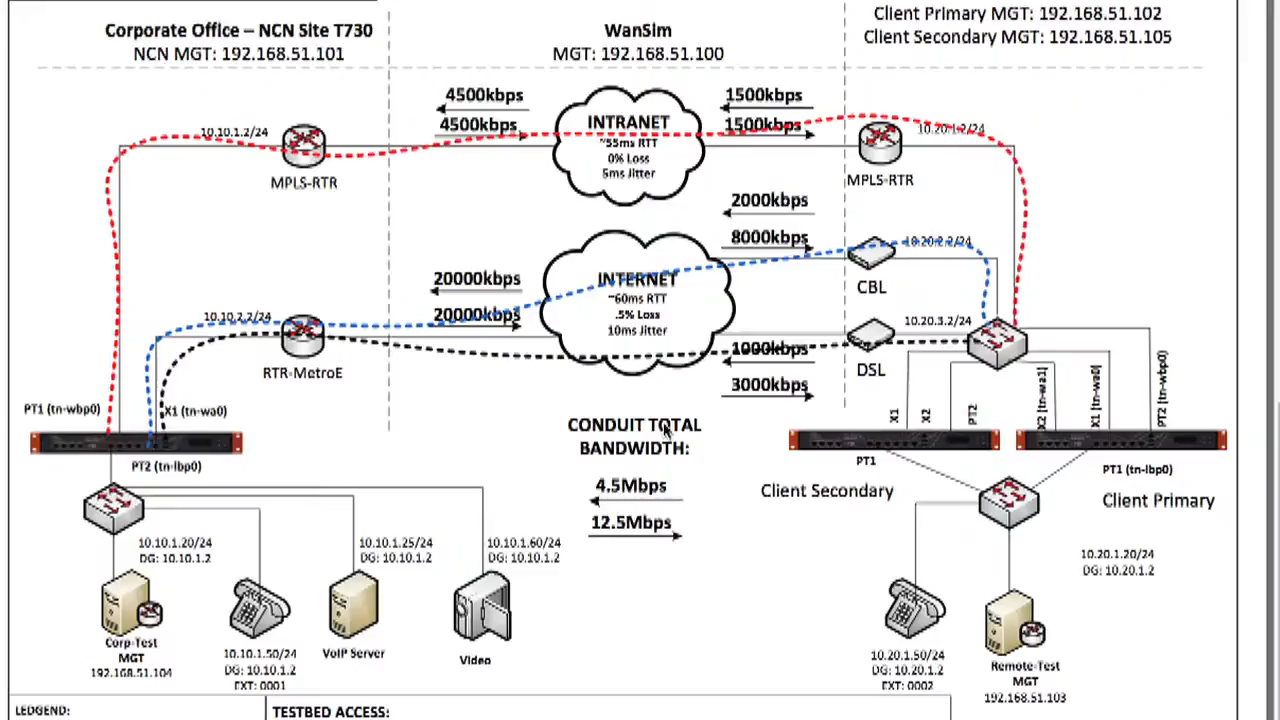 Corporate Office – NCN Site T730
NCN MGT: 192.168.51.101
WanSim
MGT: 192.168.51.100
Client Primary MGT: 192.168.51.102
Client Secondary MGT: 192.168.51.105
4500kbps
4500kbps
1500kbps
1500kbps
INTRANET
~55ms RTT
0% Loss
5ms Jitter
10.10.1.2/24
MPLS-RTR
10.20.1.2/24
MPLS-RTR
2000kbps
8000kbps
10.20.2.2/24
CBL
20000kbps
20000kbps
INTERNET
~60ms RTT
.5% Loss
10ms Jitter
10.10.2.2/24
RTR-MetroE
10.20.3.2/24
DSL
1000kbps
3000kbps
PT1 (tn-wbp0)
X1 (tn-wa0)
PT2 (tn-lbp0)
CONDUIT TOTAL
BANDWIDTH:
4.5Mbps
12.5Mbps
X1
X2
PT2
X2 (tn-wa1)
X1 (tn-wa0)
PT2 (tn-wbp0)
PT1
PT1 (tn-lbp0)
Client Secondary
Client Primary
10.10.1.20/24
DG: 10.10.1.2
10.10.1.25/24
DG: 10.10.1.2
10.10.1.60/24
DG: 10.10.1.2
10.20.1.20/24
DG: 10.20.1.2
Corp-Test
MGT
192.168.51.104
10.10.1.50/24
DG: 10.10.1.2
EXT: 0001
VoIP Server
Video
10.20.1.50/24
DG: 10.20.1.2
EXT: 0002
Remote-Test
MGT
192.168.51.103
LEDGEND:
TESTBED ACCESS: